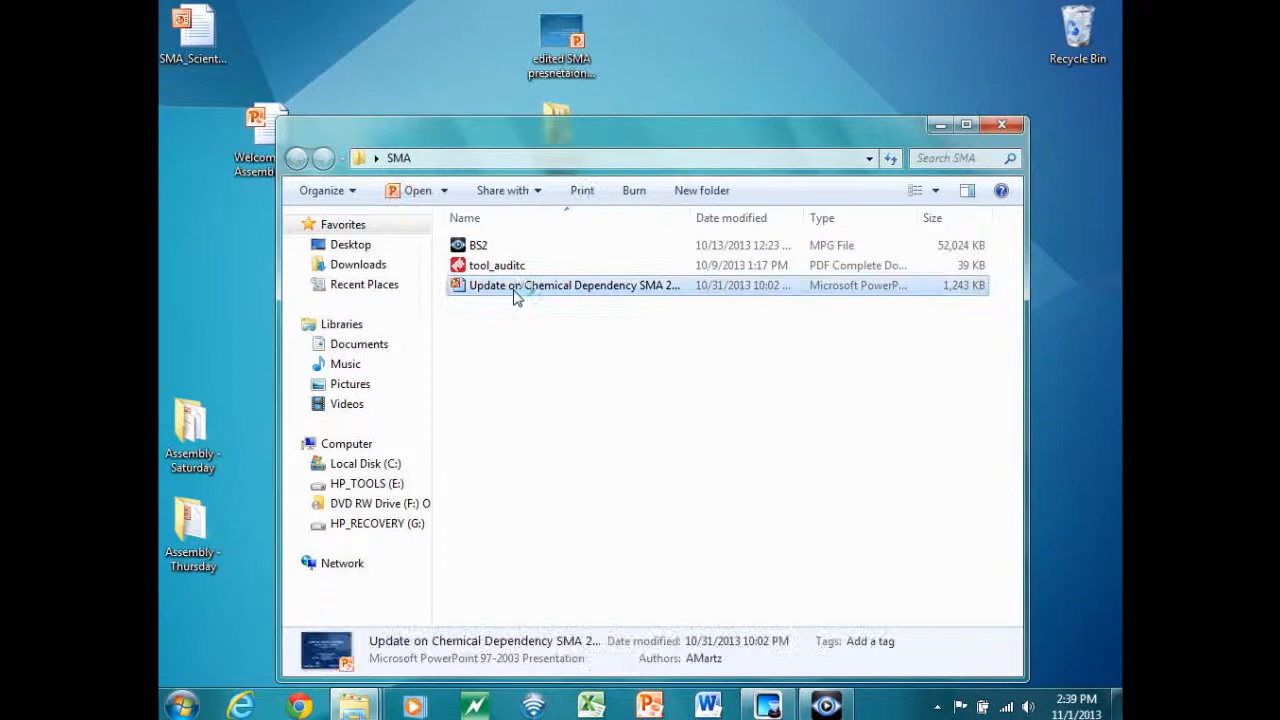 SMA_Scient...
edited SMA
presnetaion...
Recycle Bin
Welcom
Assemb
SMA
Search SMA
Organize
Open
Share with
Print
Burn
New folder
Name
Date modified
Type
Size
Favorites
Desktop
Downloads
Recent Places
Libraries
Documents
Music
Pictures
Videos
Computer
Local Disk (C:)
HP_TOOLS (E:)
DVD RW Drive (F:) O
HP_RECOVERY (G:)
Network
BS2 10/13/2013 12:23 ... MPG File 52,024 KB
tool_auditc 10/9/2013 1:17 PM PDF Complete Do... 39 KB
Update on Chemical Dependency SMA 2... 10/31/2013 10:02 ... Microsoft PowerP... 1,243 KB
Assembly -
Saturday
Assembly -
Thursday
Update on Chemical Dependency SMA 2... Date modified: 10/31/2013 10:02 PM Tags: Add a tag
Microsoft PowerPoint 97-2003 Presentation Authors: AMartz
2:39 PM
11/1/2013